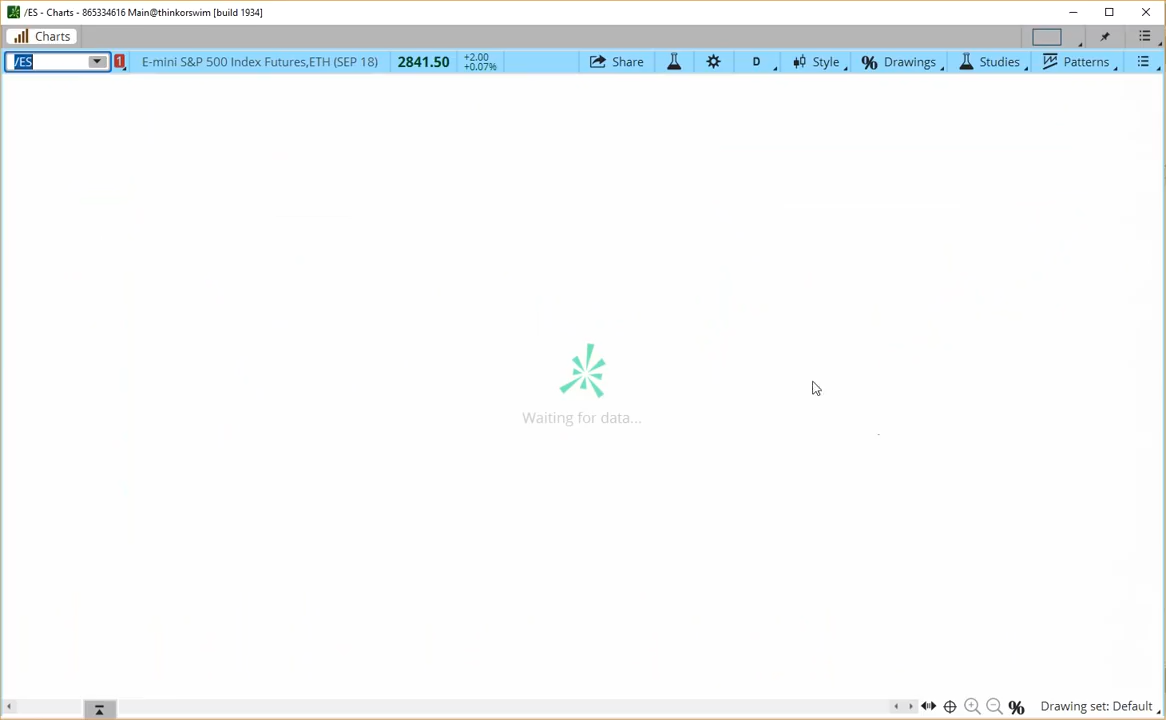 /ES - Charts - 865334616 Main@thinkorswim [build 1934]
Charts
/ES 1 E-mini S&P 500 Index Futures,ETH (SEP 18) 2841.50 +2.00 Share D Style % Drawings Studies Patterns
+0.07%
Waiting for data...
% Drawing set: Default